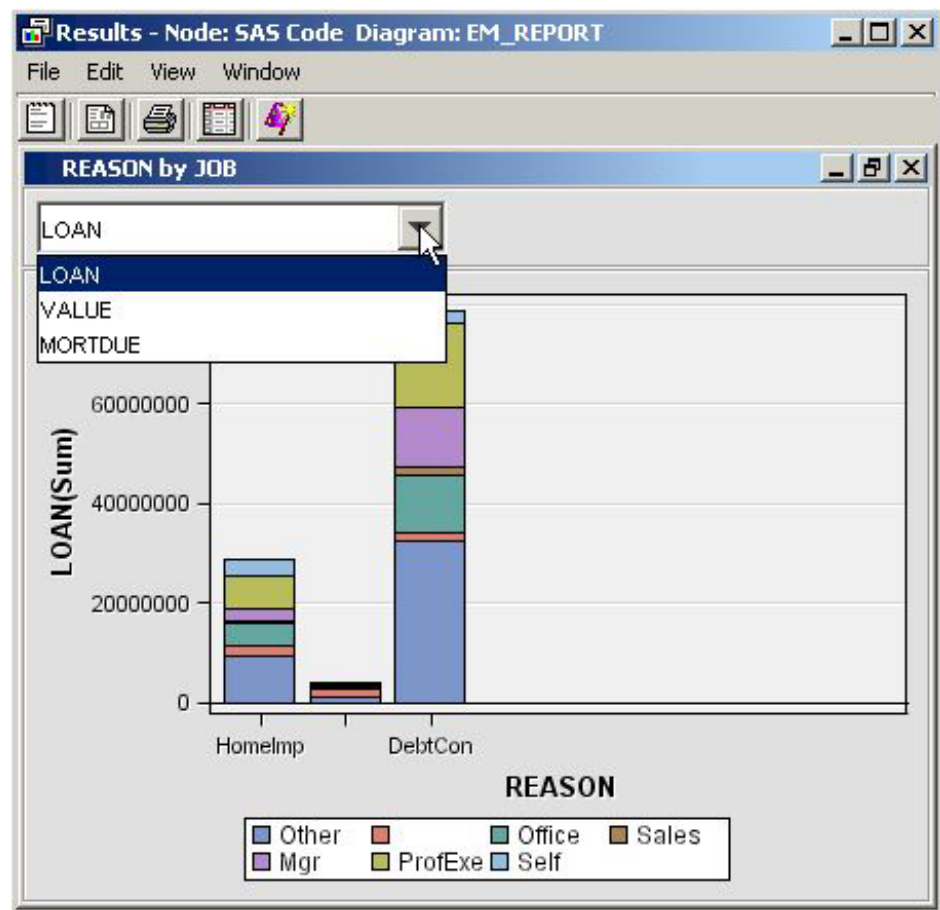 Results - Node: SAS Code Diagram: EM_REPORT
File Edit View Window
REASON by JOB
LOAN
LOAN
VALUE
MORTDUE
60000000
40000000
20000000
0
LOAN(Sum)
HomeImp DebtCon
REASON
Other Office Sales
Mgr ProfExe Self